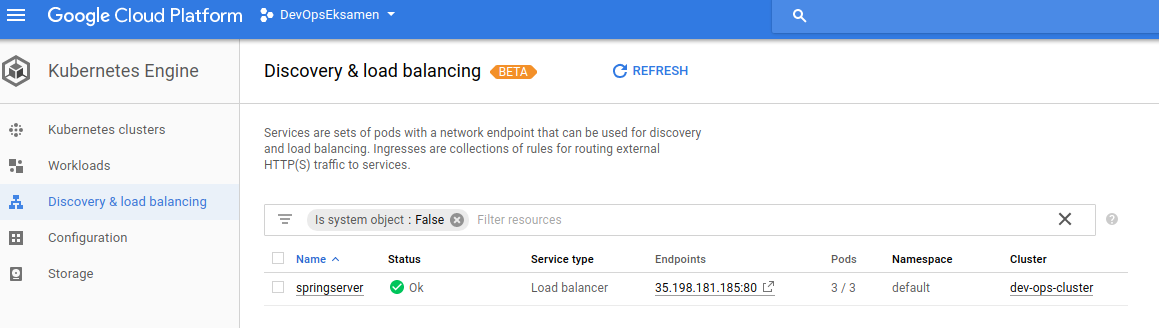 Google Cloud Platform DevOpsEksamen
Kubernetes Engine
Discovery & load balancing BETA REFRESH
Kubernetes clusters
Workloads
Discovery & load balancing
Configuration
Storage
Services are sets of pods with a network endpoint that can be used for discovery
and load balancing. Ingresses are collections of rules for routing external
HTTP(S) traffic to services.
Is system object : False Filter resources
Name Status Service type Endpoints Pods Namespace Cluster
springserver Ok Load balancer 35.198.181.185:80 3 / 3 default dev-ops-cluster